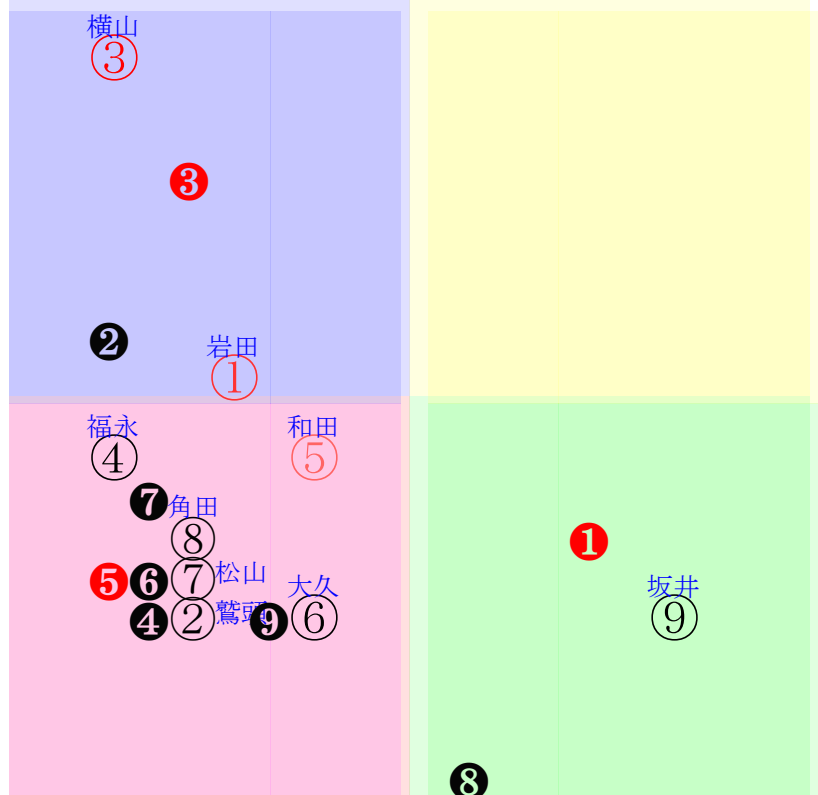 横山
③
❸
❷
岩田
①
福永
和田
④
⑤
❼
角田
⑧
❶
松山
❺
❻
⑦
大久
坂井
鷲頭
❹
②
❾
⑥
⑨
❽